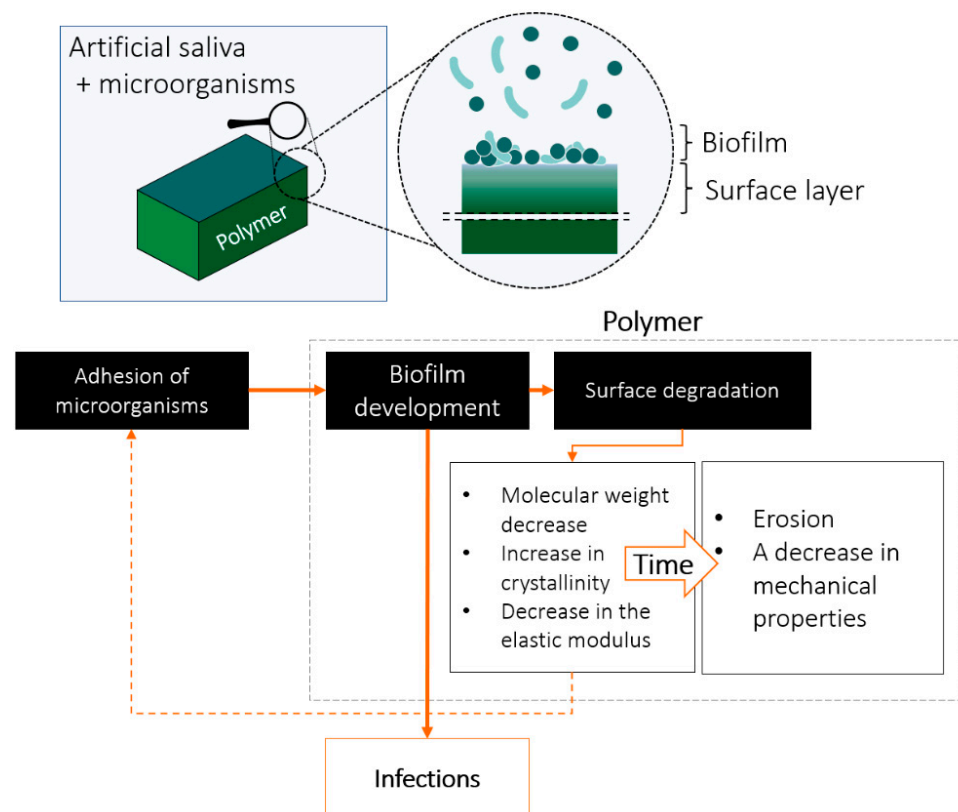 Artificial saliva
+ microorganisms
Polymer
Biofilm
Surface layer
Polymer
Adhesion of
microorganisms
Biofilm
development
Surface degradation
• Molecular weight
decrease
• Increase in
crystallinity
• Decrease in the
elastic modulus
Time
• Erosion
• A decrease in
mechanical
properties
Infections